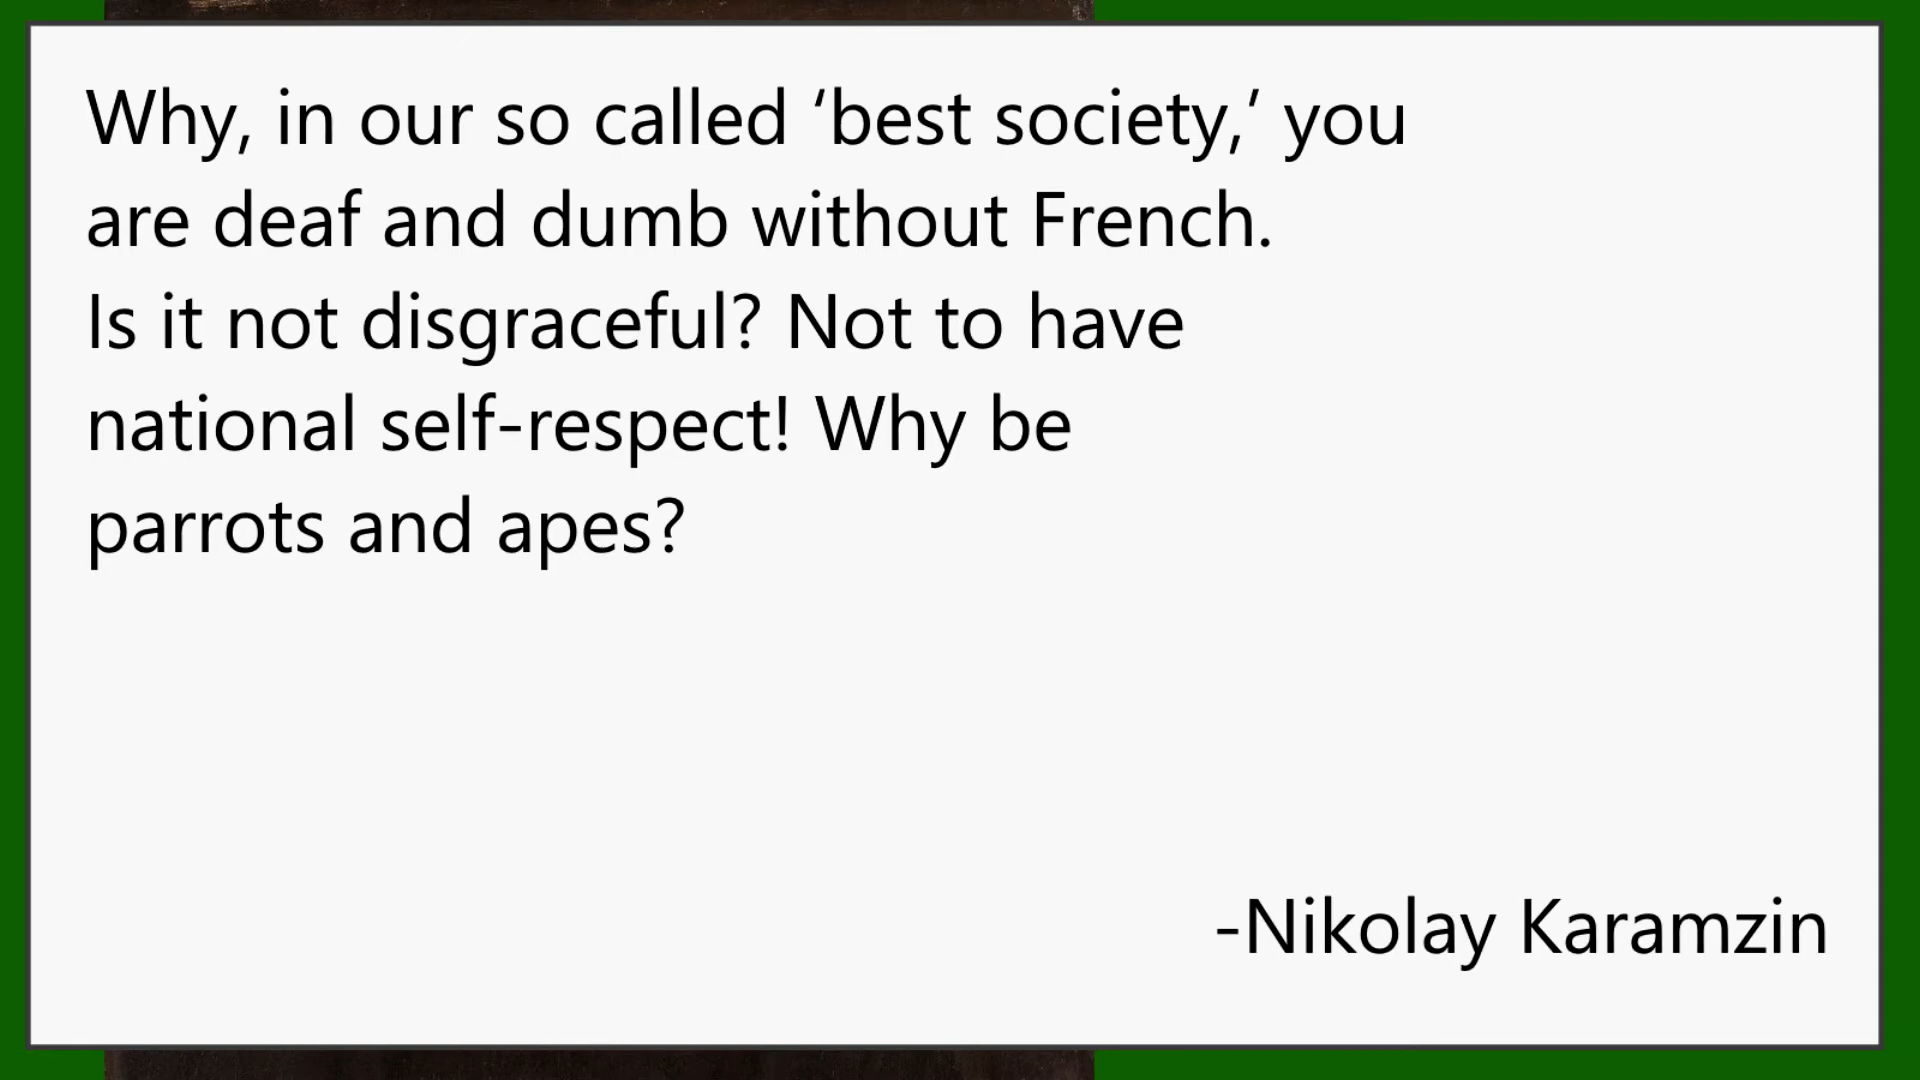 Why, in our so called ‘best society,’ you
are deaf and dumb without French.
Is it not disgraceful? Not to have
national self-respect! Why be
parrots and apes?
-Nikolay Karamzin